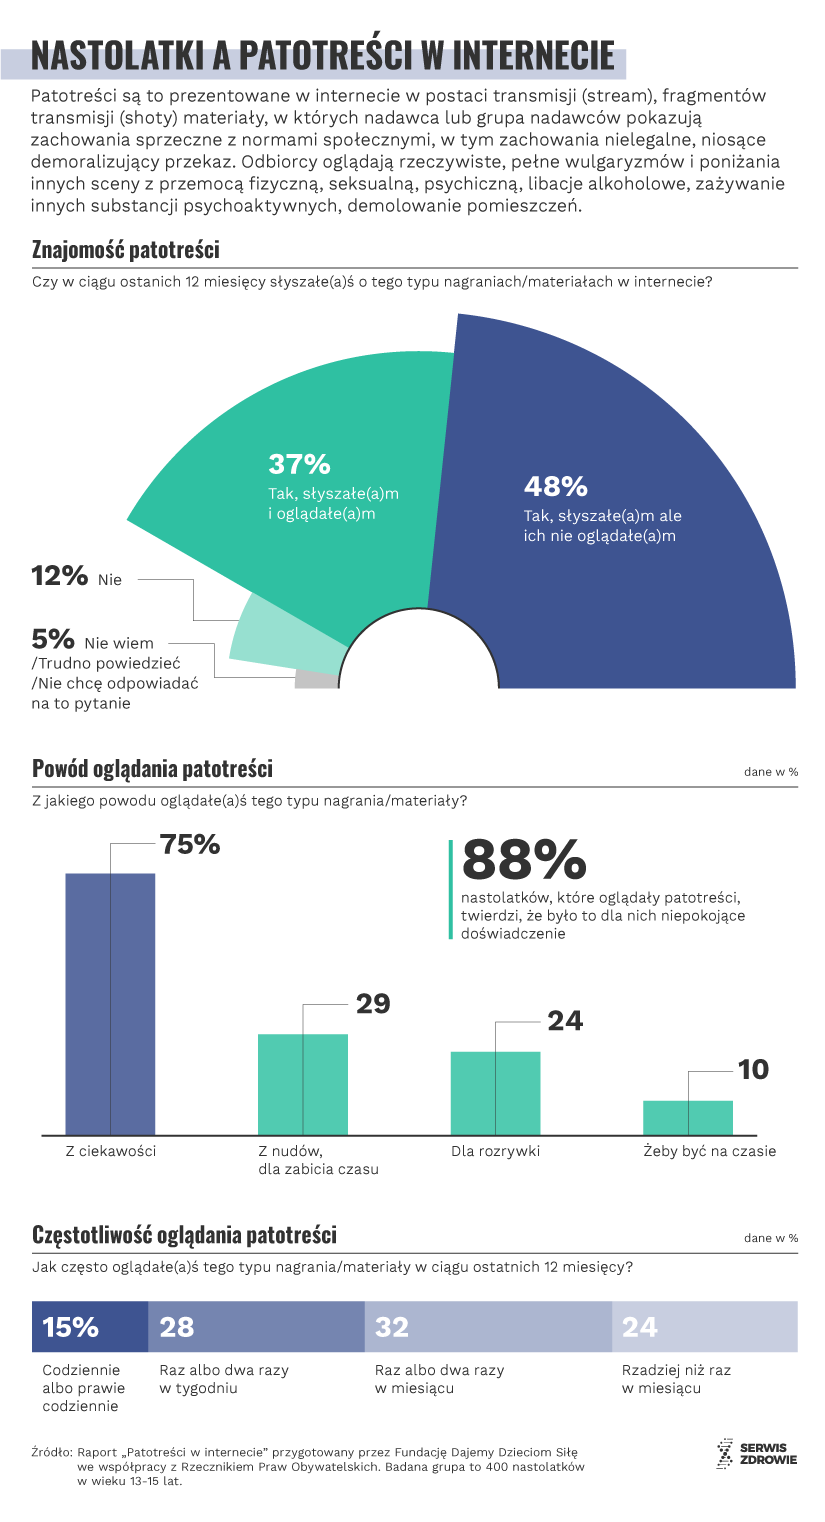 NASTOLATKI A PATOTREŚCI W INTERNECIE
Patotreści są to prezentowane w internecie w postaci transmisji (stream), fragmentów
transmisji (shoty) materiały, w których nadawca lub grupa nadawców pokazują
zachowania sprzeczne z normami społecznymi, w tym zachowania nielegalne, niosące
demoralizujący przekaz. Odbiorcy oglądają rzeczywiste, pełne wulgaryzmów i poniżania
innych sceny z przemocą fizyczną, seksualną, psychiczną, libacje alkoholowe, zażywanie
innych substancji psychoaktywnych, demolowanie pomieszczeń.
Znajomość patotreści
Czy w ciągu ostanich 12 miesięcy słyszałe(a)ś o tego typu nagraniach/materiałach w internecie?
37%
Tak, słyszałe(a)m
i oglądałe(a)m
48%
Tak, słyszałe(a)m ale
ich nie oglądałe(a)m
12% Nie
5% Nie wiem
/Trudno powiedzieć
/Nie chcę odpowiadać
na to pytanie
Powód oglądania patotreści
dane w %
Z jakiego powodu oglądałe(a)ś tego typu nagrania/materiały?
75%
88%
nastolatków, które oglądały patotreści,
twierdzi, że było to dla nich niepokojące
doświadczenie
29
24
10
Z ciekawości
Z nudów,
dla zabicia czasu
Dla rozrywki
Żeby być na czasie
Częstotliwość oglądania patotreści
dane w %
Jak często oglądałe(a)ś tego typu nagrania/materiały w ciągu ostatnich 12 miesięcy?
15%
28
32
24
Codziennie
albo prawie
codziennie
Raz albo dwa razy
w tygodniu
Raz albo dwa razy
w miesiącu
Rzadziej niż raz
w miesiącu
Źródło: Raport „Patotreści w internecie” przygotowany przez Fundację Dajemy Dzieciom Siłę
we współpracy z Rzecznikiem Praw Obywatelskich. Badana grupa to 400 nastolatków
w wieku 13-15 lat.
SERWIS
ZDROWIE